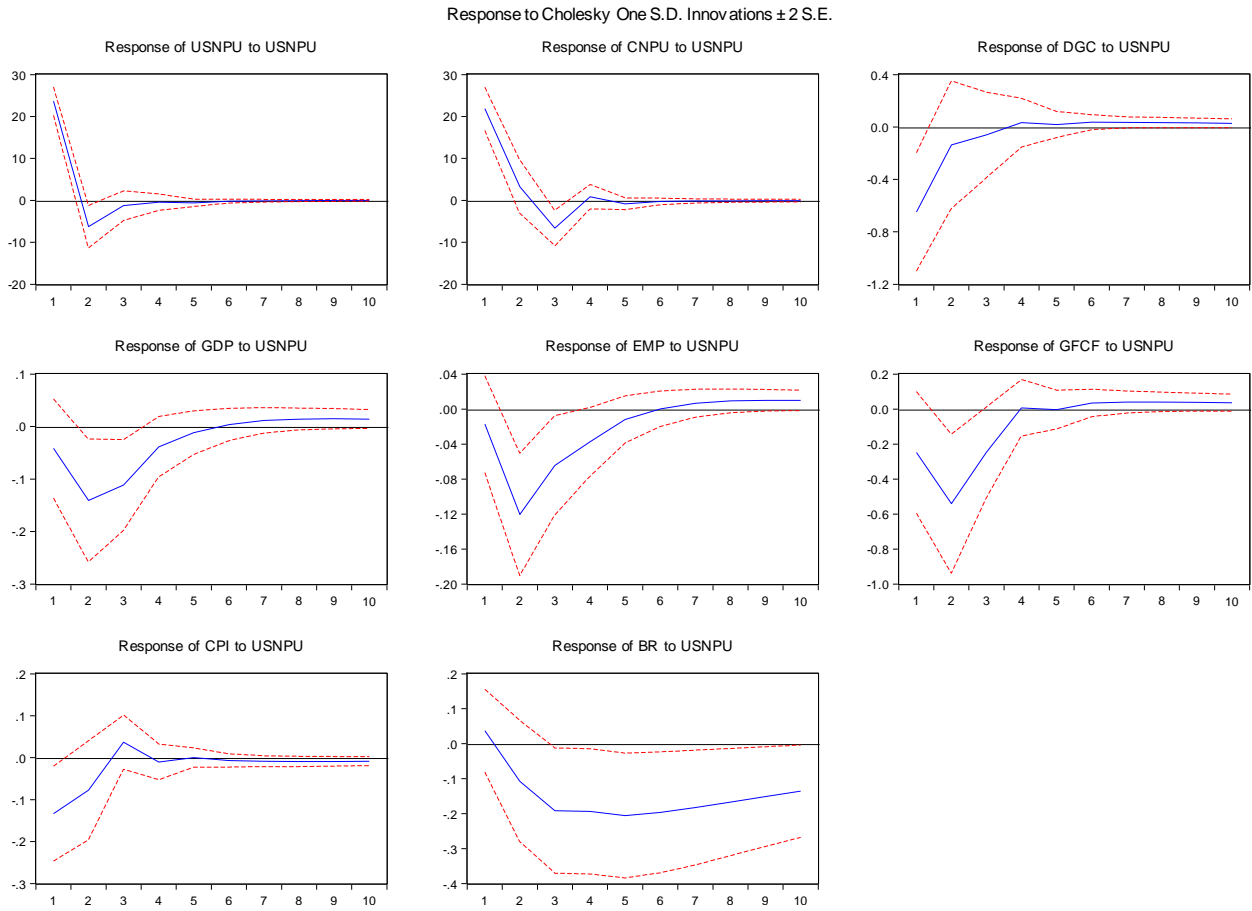 Response to Cholesky One S.D. Innovations ± 2 S.E.
Response of USNPU to USNPU
30
20
10
0
-10
-20
1 2 3 4 5 6 7 8 9 10
Response of CNPU to USNPU
30
20
10
0
-10
-20
1 2 3 4 5 6 7 8 9 10
Response of DGC to USNPU
0.4
0.0
-0.4
-0.8
-1.2
1 2 3 4 5 6 7 8 9 10
Response of GDP to USNPU
.1
.0
-.1
-.2
-.3
1 2 3 4 5 6 7 8 9 10
Response of EMP to USNPU
.04
.00
-.04
-.08
-.12
-.16
-.20
1 2 3 4 5 6 7 8 9 10
Response of GFCF to USNPU
0.2
0.0
-0.2
-0.4
-0.6
-0.8
-1.0
1 2 3 4 5 6 7 8 9 10
Response of CPI to USNPU
.2
.1
.0
-.1
-.2
-.3
1 2 3 4 5 6 7 8 9 10
Response of BR to USNPU
.2
.1
.0
-.1
-.2
-.3
-.4
1 2 3 4 5 6 7 8 9 10